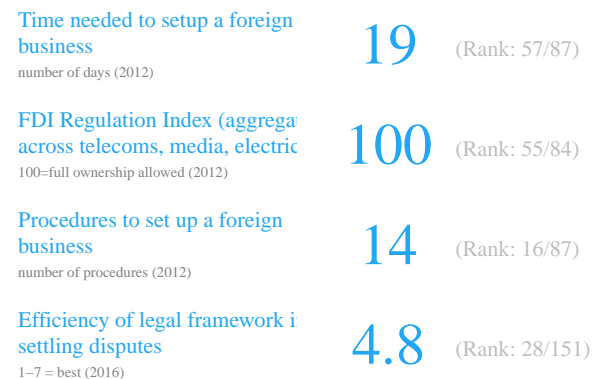 Time needed to setup a foreign
business
number of days (2012)
19
(Rank: 57/87)
FDI Regulation Index
across telecoms, media,
100=full ownership allowed (2012)
100
(Rank: 55/84)
Procedures to set up a foreign
business
number of procedures (2012)
14
(Rank: 16/87)
Efficiency of legal framework
settling disputes
1–7 = best (2016)
4.8
(Rank: 28/151)